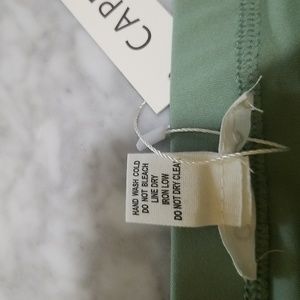 CAP
HAND WASH COLD
DO NOT BLEACH
LINE DRY
IRON LOW
DO NOT DRY CLEA